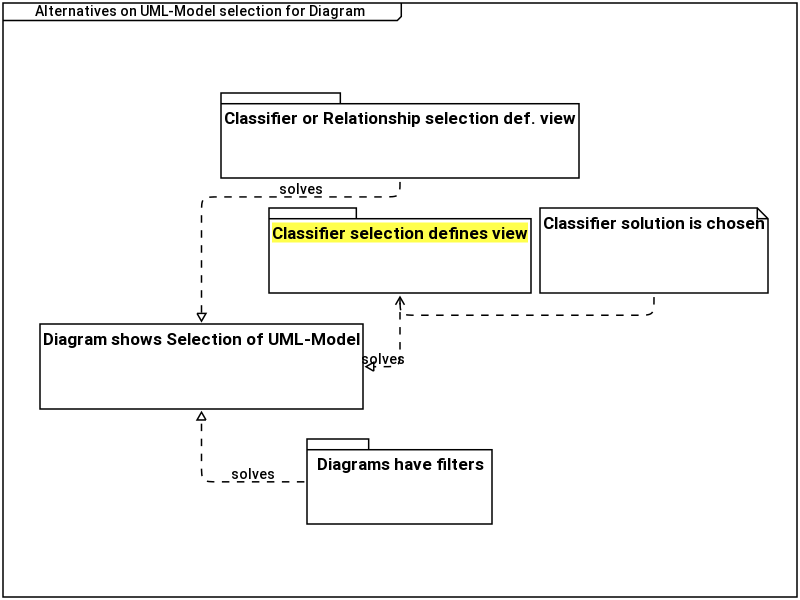 Alternatives on UML-Model selection for Diagram
Classifier or Relationship selection def. view
solves
Classifier selection defines view
Classifier solution is chosen
Diagram shows Selection of UML-Model
solves
Diagrams have filters
solves